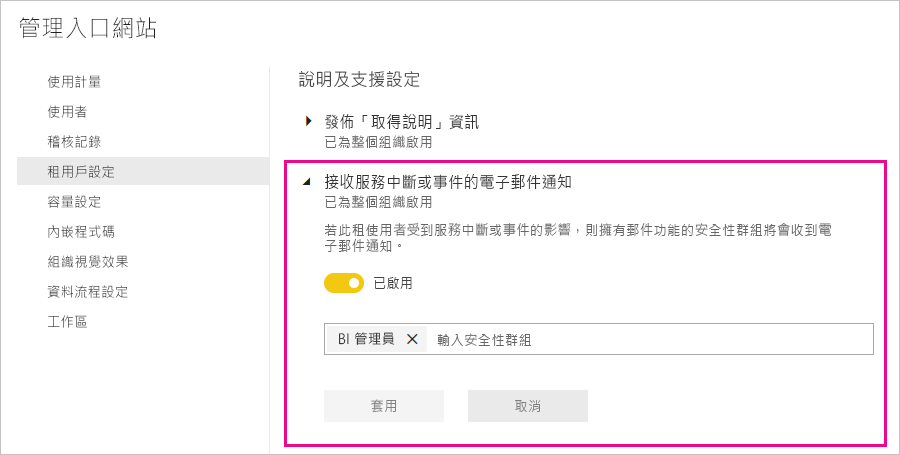 管理入口網站
使用計量
使用者
稽核記錄
租用戶設定
容量設定
內嵌程式碼
組織視覺效果
資料流程設定
工作區
說明及支援設定
發佈「取得說明」資訊
已為整個組織啟用
接收服務中斷或事件的電子郵件通知
已為整個組織啟用
若此租使用者受到服務中斷或事件的影響，則擁有郵件功能的安全性群組將會收到電
子郵件通知。
已啟用
BI 管理員 輸入安全性群組
套用 取消